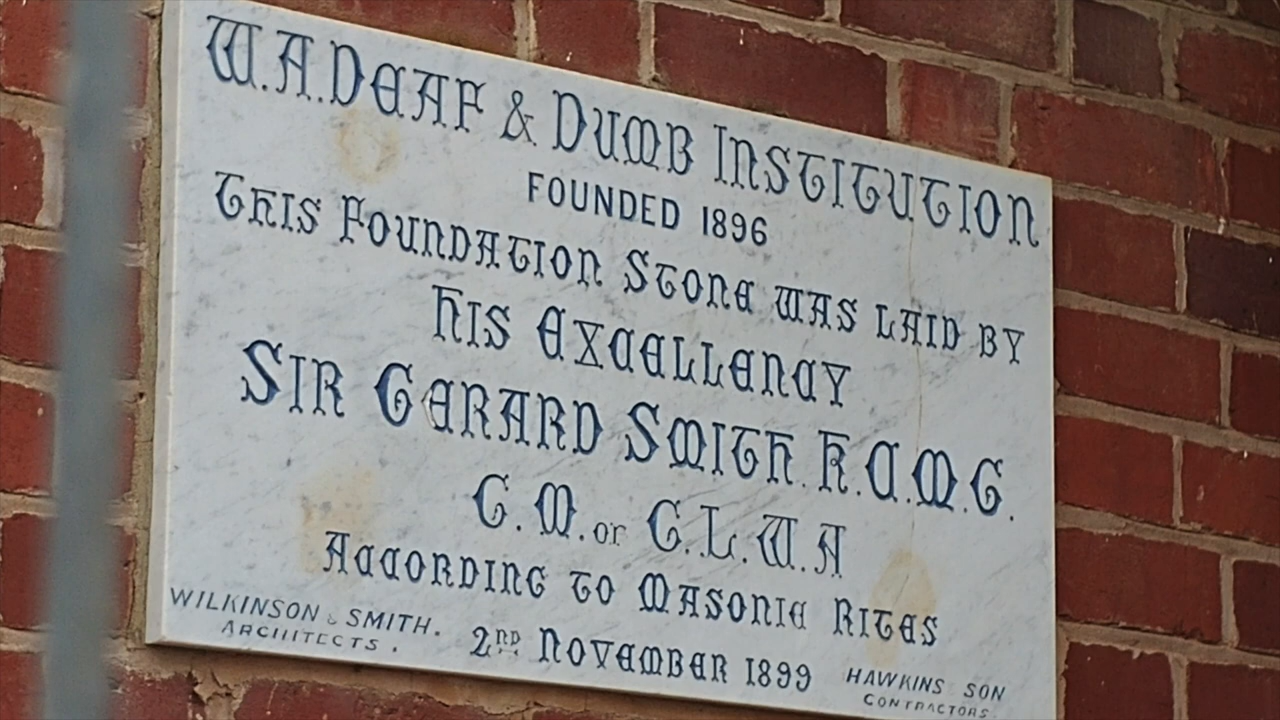 W.A. DEAF & DUMB INSTITUTION
FOUNDED 1896
THIS FOUNDATION STONE WAS LAID BY
HIS EXCELLENCY
SIR GERARD SMITH K.C.M.G.
G.M. or G.L.W.A
ACCORDING TO MASONIC RITES
WILKINSON & SMITH.
ARCHITECTS.
2ND NOVEMBER 1899
HAWKINS SON
CONTRACTORS